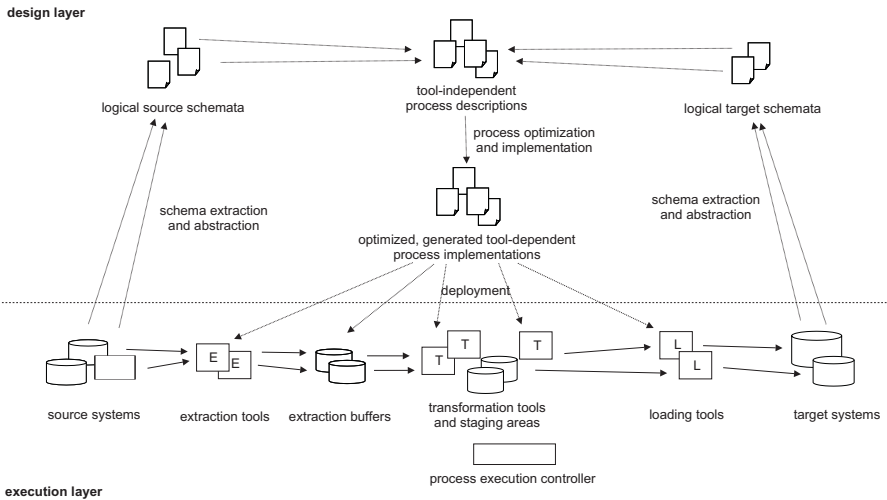 design layer
logical source schemata
tool-independent
process descriptions
logical target schemata
process optimization
and implementation
schema extraction
and abstraction
schema extraction
and abstraction
optimized, generated tool-dependent
process implementations
deployment
E
E
T
T
T
L
L
source systems
extraction tools
extraction buffers
transformation tools
and staging areas
loading tools
target systems
process execution controller
execution layer